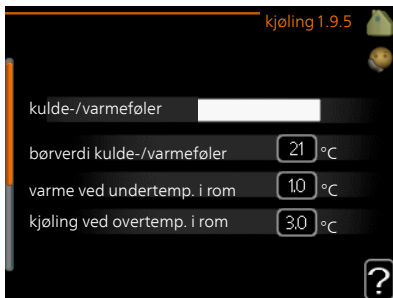 kjøling 1.9.5
kulde-/varmeføler
børverdi kulde-/varmeføler 21 °C
varme ved undertemp. i rom 1.0 °C
kjøling ved overtemp. i rom 3.0 °C
?